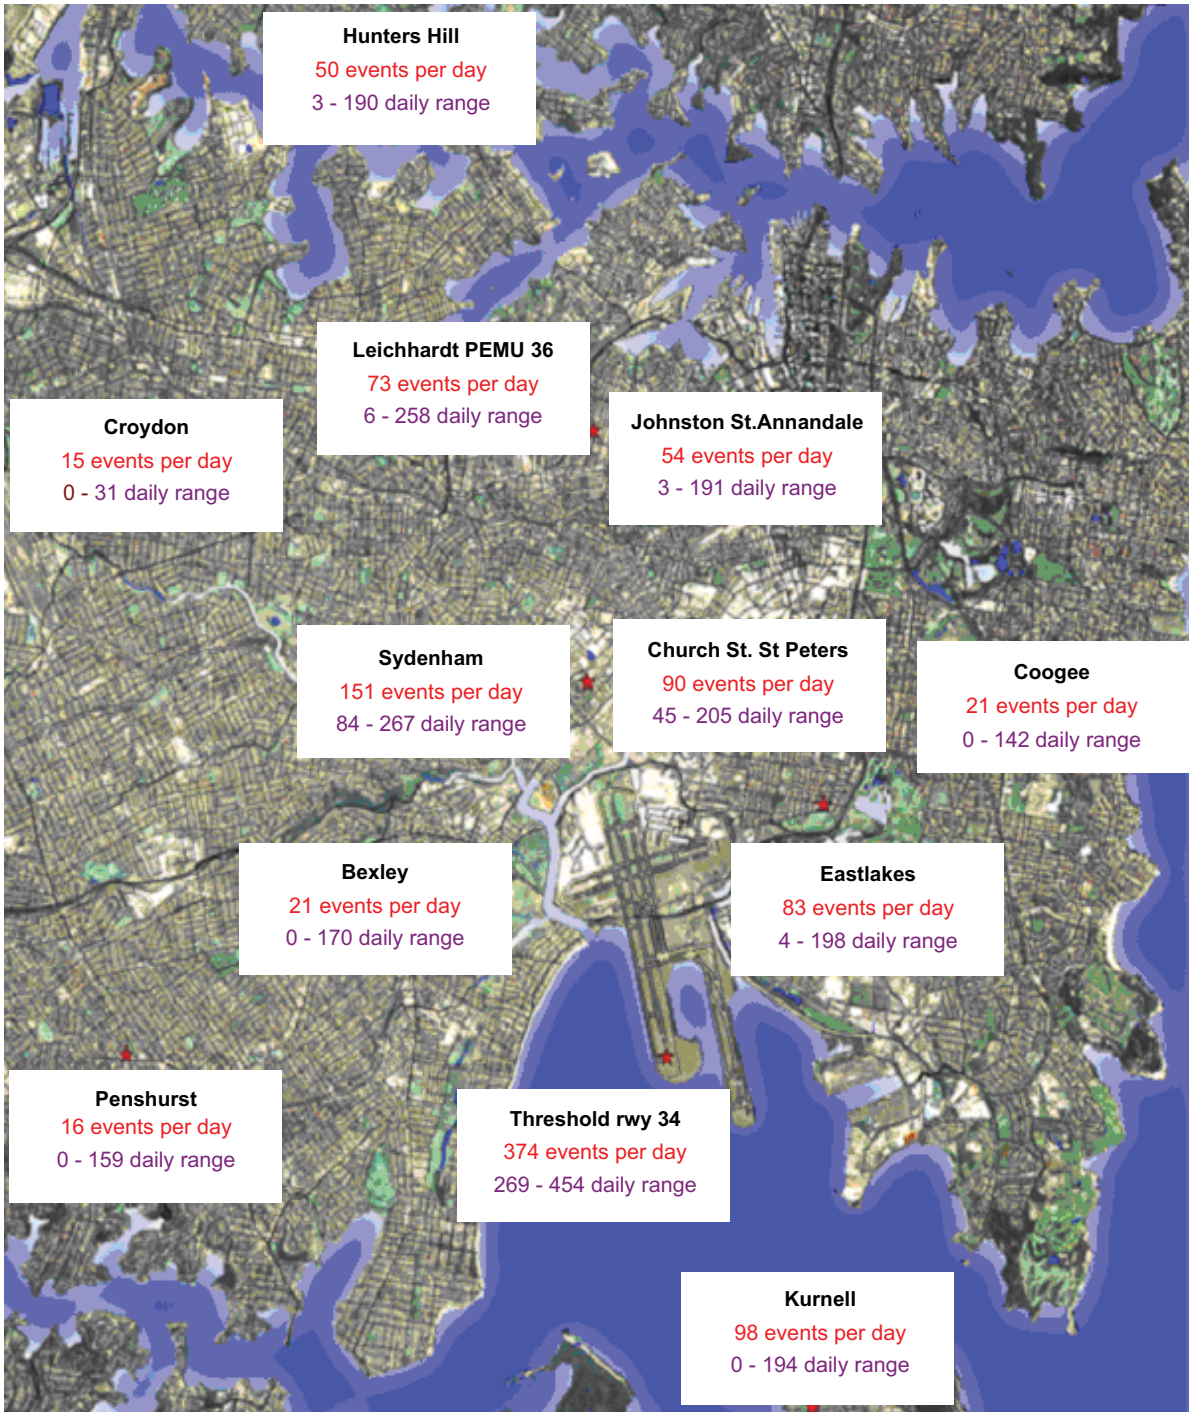 Hunters Hill
50 events per day
3 - 190 daily range
Leichhardt PEMU 36
73 events per day
6 - 258 daily range
Croydon
15 events per day
0 - 31 daily range
Johnston St.Annandale
54 events per day
3 - 191 daily range
Sydenham
151 events per day
84 - 267 daily range
Church St. St Peters
90 events per day
45 - 205 daily range
Coogee
21 events per day
0 - 142 daily range
Bexley
21 events per day
0 - 170 daily range
Eastlakes
83 events per day
4 - 198 daily range
Penshurst
16 events per day
0 - 159 daily range
Threshold rwy 34
374 events per day
269 - 454 daily range
Kurnell
98 events per day
0 - 194 daily range